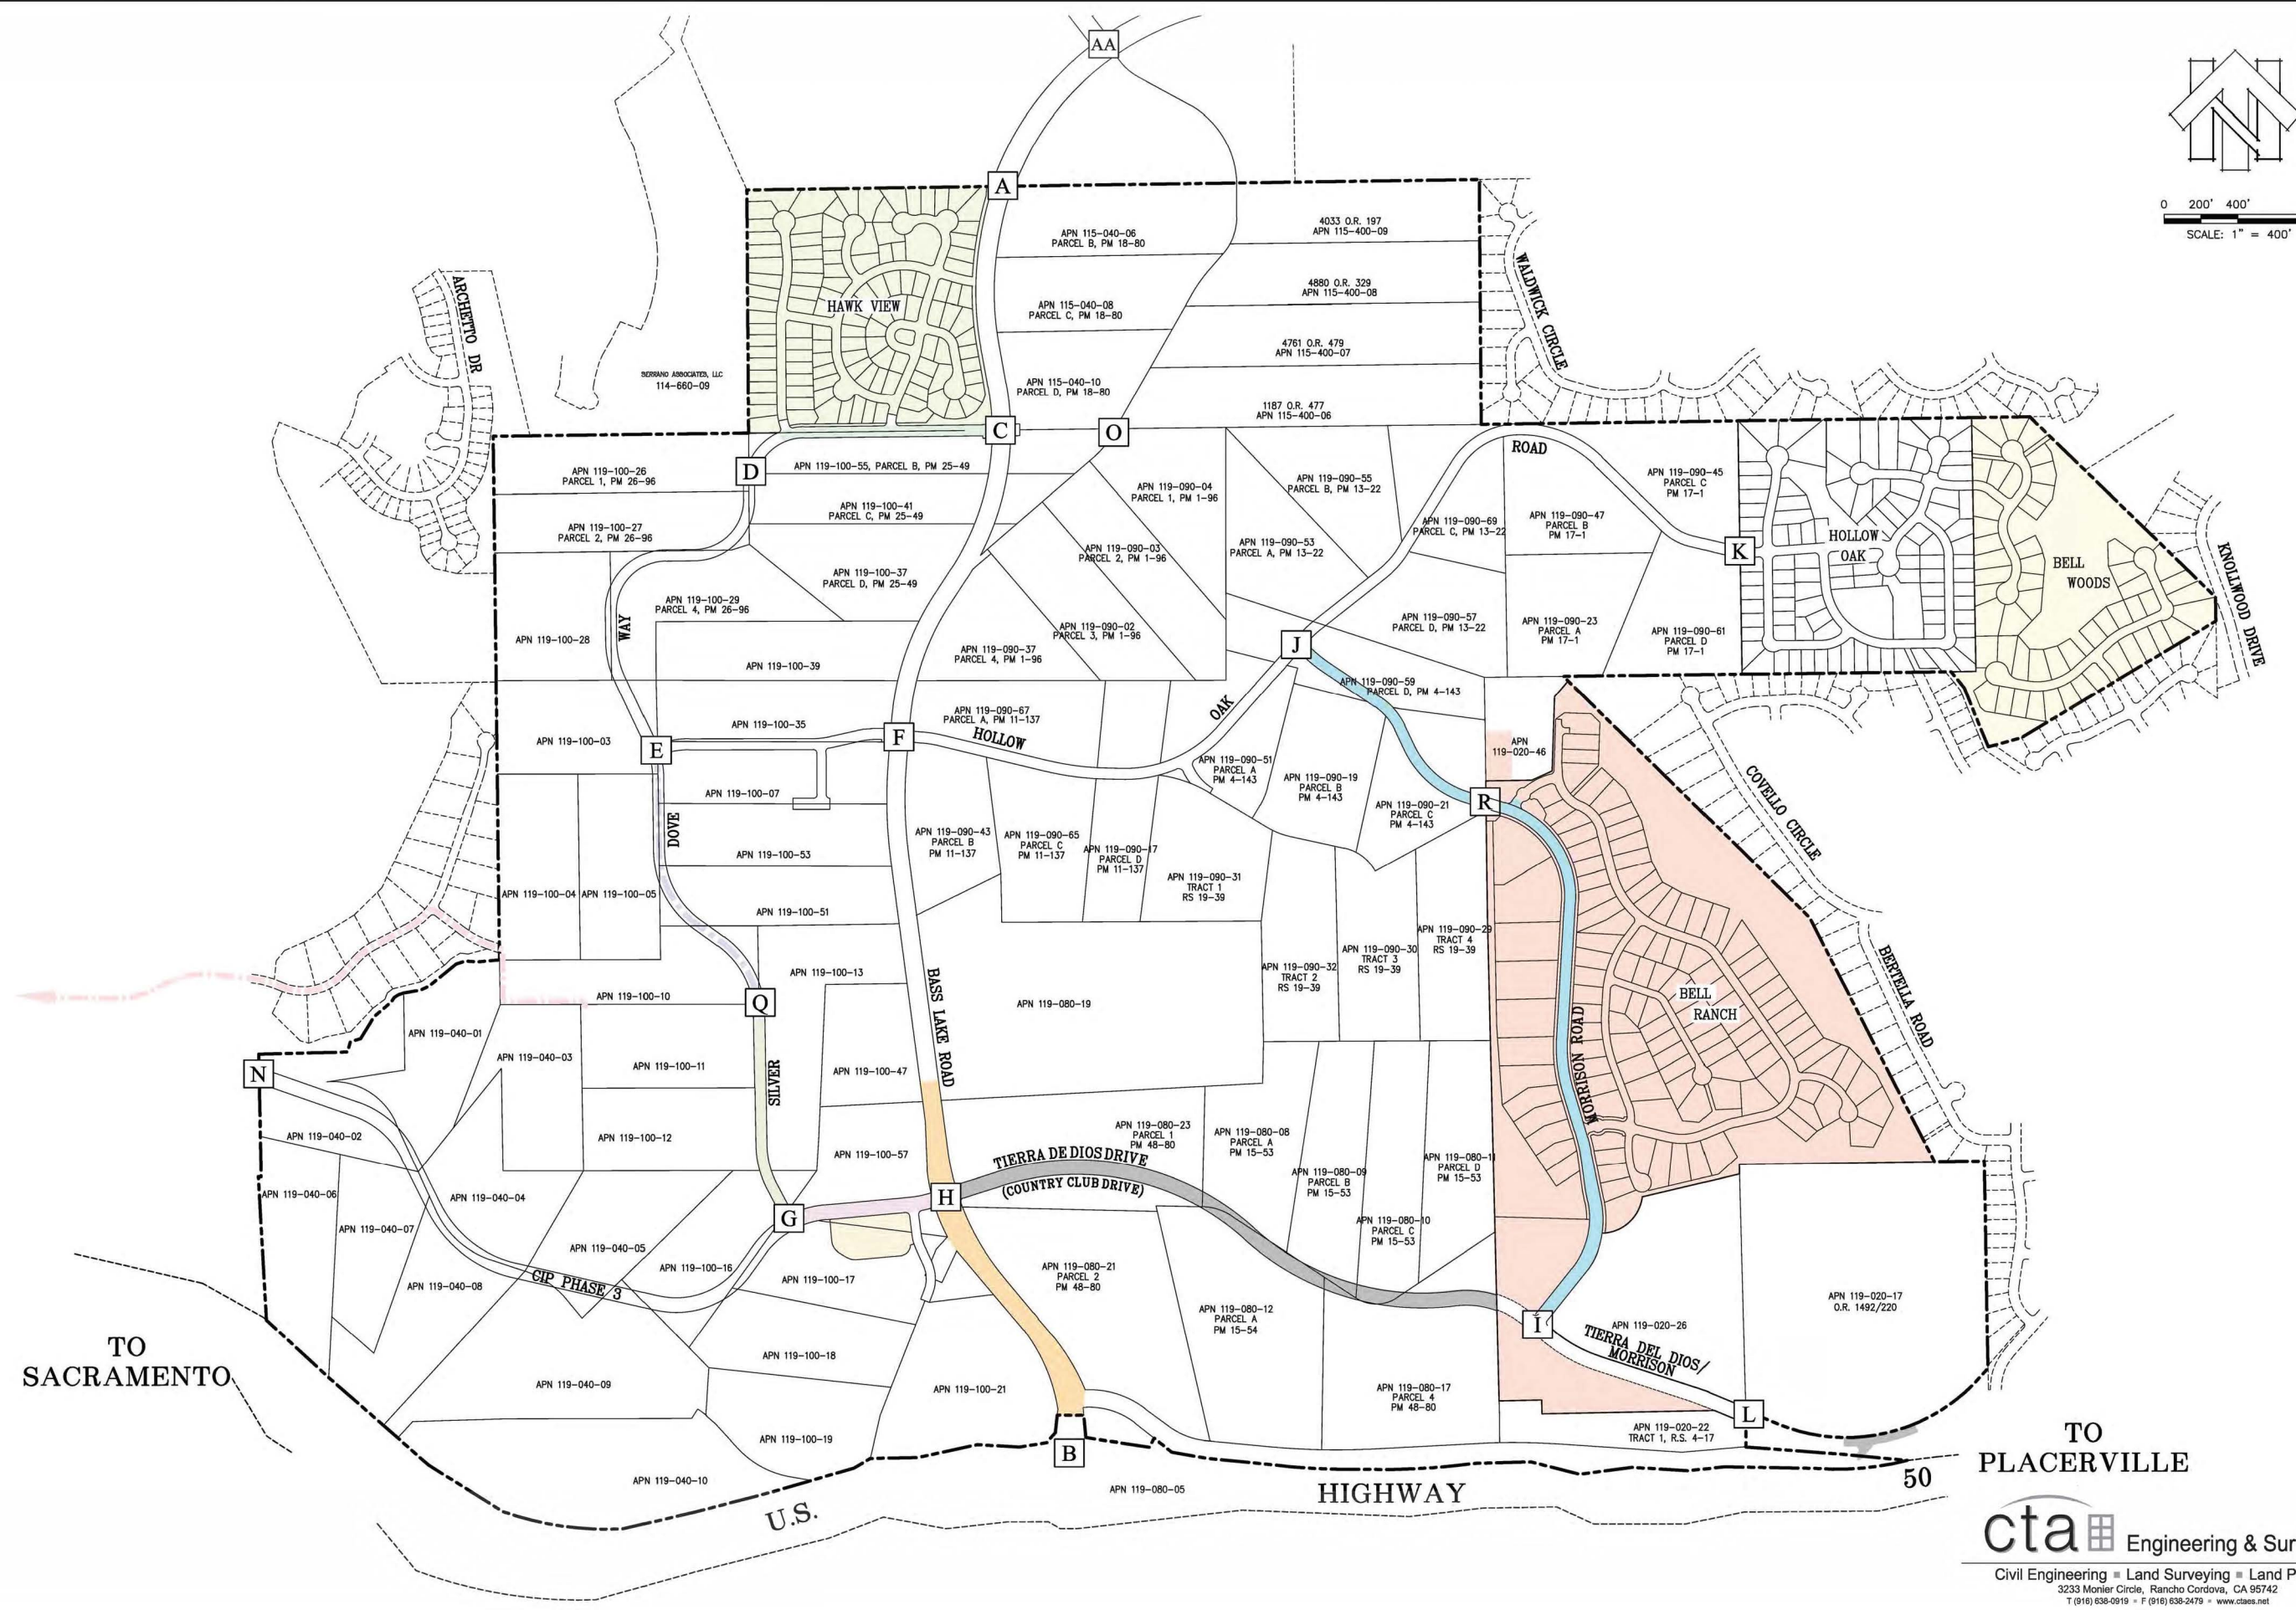 AA
A
0 200' 400'
SCALE: 1" = 400'
4033 O.R. 197
APN 115-400-09
APN 115-040-06
PARCEL B, PM 18-80
4880 O.R. 329
APN 115-400-08
APN 115-040-08
PARCEL C, PM 18-80
HAWK VIEW
WALDWICK CIRCLE
ARCHETTO DR
4761 O.R. 479
APN 115-400-07
SERRANO ASSOCIATES, LLC
114-660-09
APN 115-040-10
PARCEL D, PM 18-80
1187 O.R. 477
APN 115-400-06
C
O
D
ROAD
APN 119-100-26
PARCEL 1, PM 26-96
APN 119-100-55, PARCEL B, PM 25-49
APN 119-090-04
PARCEL 1, PM 1-96
APN 119-090-55
PARCEL B, PM 13-22
APN 119-090-45
PARCEL C
PM 17-1
APN 119-100-27
PARCEL 2, PM 26-96
APN 119-100-41
PARCEL C, PM 25-49
APN 119-090-69
PARCEL C, PM 13-22
APN 119-090-47
PARCEL B
PM 17-1
APN 119-090-03
PARCEL 2, PM 1-96
APN 119-090-53
PARCEL A, PM 13-22
K
HOLLOW
OAK
BELL
WOODS
KNOLLWOOD DRIVE
APN 119-100-37
PARCEL D, PM 25-49
APN 119-100-29
PARCEL 4, PM 26-96
APN 119-100-28
WAY
APN 119-090-02
PARCEL 3, PM 1-96
APN 119-090-57
PARCEL D, PM 13-22
APN 119-090-23
PARCEL A
PM 17-1
APN 119-090-61
PARCEL D
PM 17-1
J
APN 119-100-39
APN 119-090-37
PARCEL 4, PM 1-96
APN 119-090-59
PARCEL D, PM 4-143
OAK
APN 119-100-03
APN 119-100-35
APN 119-090-67
PARCEL A, PM 11-137
E
F
HOLLOW
APN
119-020-46
APN 119-090-51
PARCEL A
PM 4-143
APN 119-090-19
PARCEL B
PM 4-143
APN 119-090-21
PARCEL C
PM 4-143
R
COVELLO CIRCLE
APN 119-100-07
DOVE
APN 119-100-53
APN 119-090-43
PARCEL B
PM 11-137
APN 119-090-65
PARCEL C
PM 11-137
APN 119-090-17
PARCEL D
PM 11-137
APN 119-090-31
TRACT 1
RS 19-39
APN 119-100-04
APN 119-100-05
APN 119-100-51
APN 119-090-32
TRACT 2
RS 19-39
APN 119-090-30
TRACT 3
RS 19-39
APN 119-090-29
TRACT 4
RS 19-39
BERTELLA ROAD
APN 119-100-13
APN 119-100-10
Q
BASS LAKE ROAD
APN 119-080-19
BELL
RANCH
MORRISON ROAD
APN 119-040-01
APN 119-040-03
APN 119-100-11
SILVER
APN 119-100-47
N
APN 119-040-02
APN 119-100-12
APN 119-100-57
APN 119-080-23
PARCEL 1
PM 48-80
APN 119-080-08
PARCEL A
PM 15-53
APN 119-080-09
PARCEL B
PM 15-53
APN 119-080-11
PARCEL D
PM 15-53
TIERRA DE DIOS DRIVE
(COUNTRY CLUB DRIVE)
APN 119-040-06
APN 119-040-04
H
G
APN 119-040-07
APN 119-080-10
PARCEL C
PM 15-53
APN 119-040-05
APN 119-100-16
APN 119-100-17
APN 119-040-08
CIP PHASE 3
APN 119-080-21
PARCEL 2
PM 48-80
APN 119-080-12
PARCEL A
PM 15-54
APN 119-020-17
O.R. 1492/220
I
APN 119-020-26
TIERRA DEL DIOS/
MORRISON
TO
SACRAMENTO
APN 119-100-18
APN 119-040-09
APN 119-100-21
APN 119-080-17
PARCEL 4
PM 48-80
L
APN 119-020-22
TRACT 1, R.S. 4-17
APN 119-100-19
B
APN 119-040-10
APN 119-080-05
U.S.
HIGHWAY
50
TO
PLACERVILLE
cta
Engineering & Sur
Civil Engineering ▪ Land Surveying ▪ Land P
3233 Monier Circle, Rancho Cordova, CA 95742
T (916) 638-0919 ▪ F (916) 638-2479 ▪ www.ctaes.net